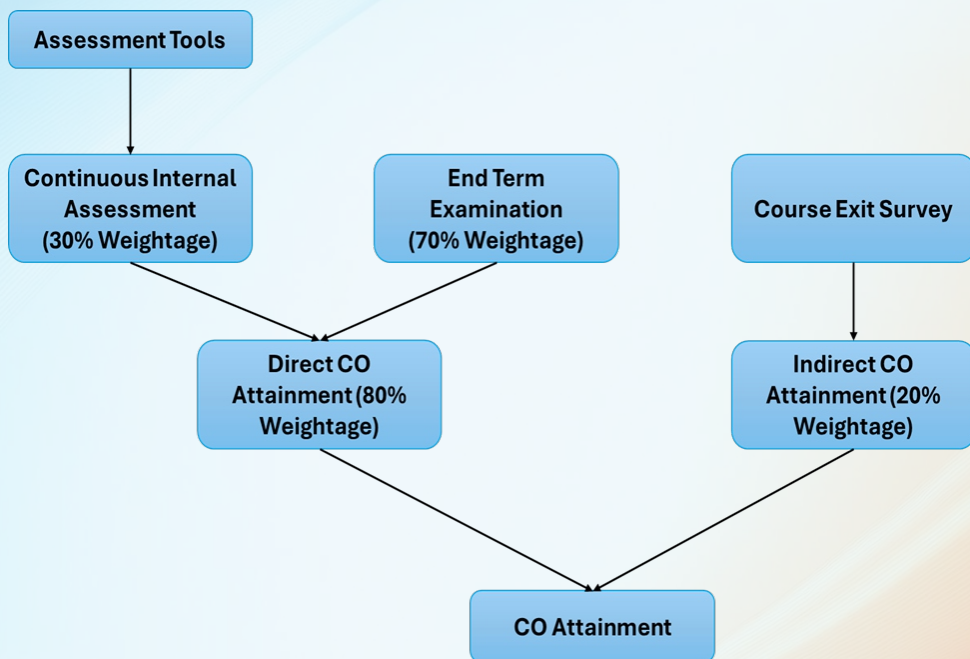 Assessment Tools
Continuous Internal
Assessment
(30% Weightage)
End Term
Examination
(70% Weightage)
Course Exit Survey
Direct CO
Attainment (80%
Weightage)
Indirect CO
Attainment (20%
Weightage)
CO Attainment